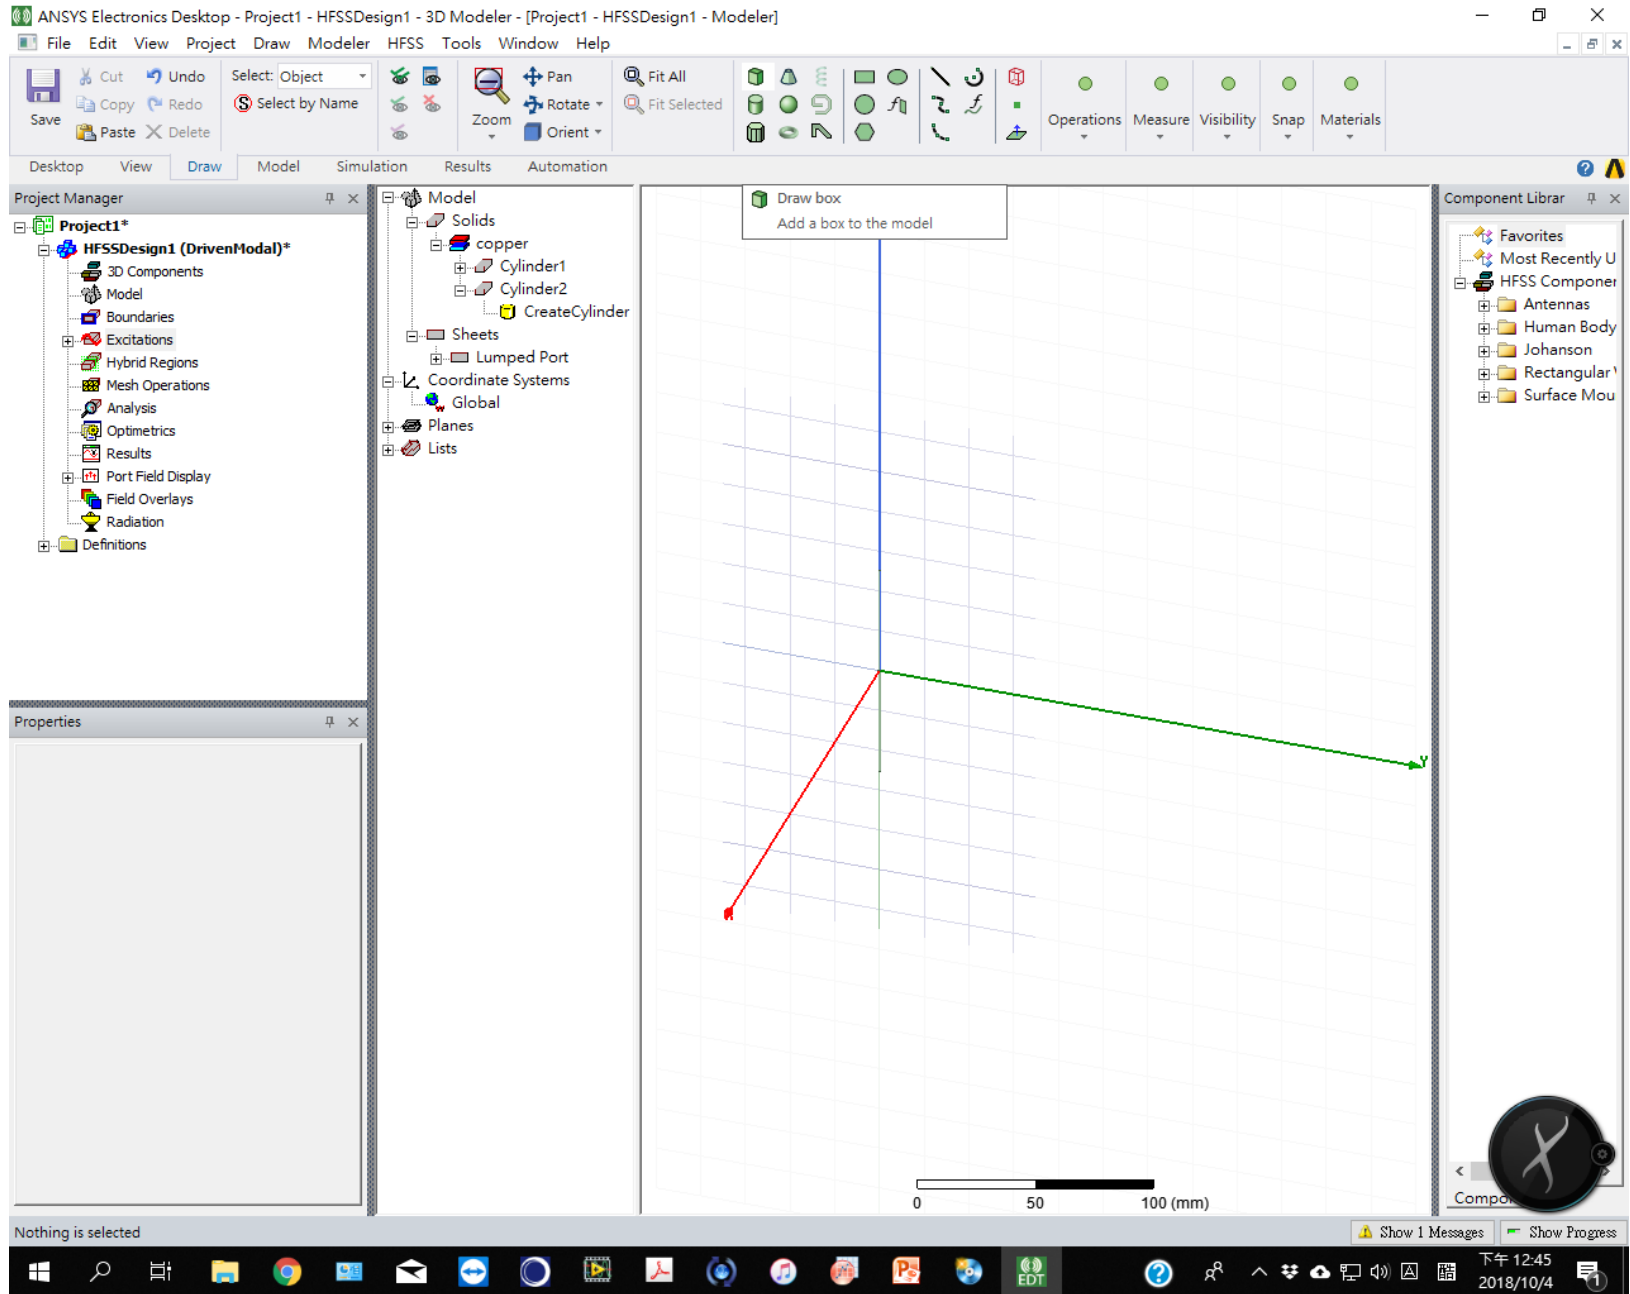 ANSYS Electronics Desktop - Project1 - HFSSDesign1 - 3D Modeler - [Project1 - HFSSDesign1 - Modeler]
File Edit View Project Draw Modeler HFSS Tools Window Help
Save
Cut
Copy
Paste
Undo
Redo
Delete
Select: Object
Select by Name
Zoom
Pan
Rotate
Orient
Fit All
Fit Selected
Operations Measure Visibility Snap Materials
Desktop View Draw Model Simulation Results Automation
Project Manager
Project1*
HFSSDesign1 (DrivenModal)*
3D Components
Model
Boundaries
Excitations
Hybrid Regions
Mesh Operations
Analysis
Optimetrics
Results
Port Field Display
Field Overlays
Radiation
Definitions
Properties
Model
Solids
copper
Cylinder1
Cylinder2
CreateCylinder
Sheets
Lumped Port
Coordinate Systems
Global
Planes
Lists
Draw box
Add a box to the model
Y
0 50 100 (mm)
Component Librar
Favorites
Most Recently U
HFSS Componer
Antennas
Human Body
Johanson
Rectangular
Surface Mou
Compo
Nothing is selected
Show 1 Messages
Show Progress
EDT
下午 12:45
2018/10/4
1